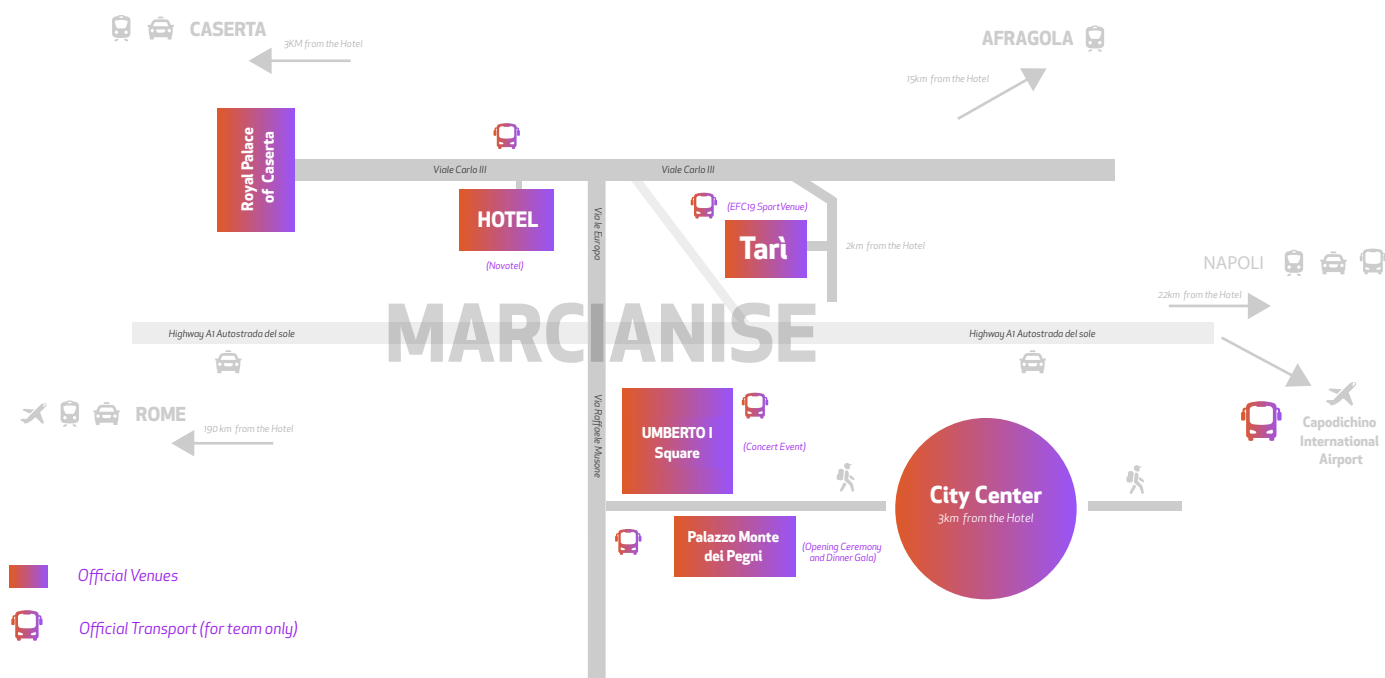 CASERTA
3KM from the Hotel
AFRAGOLA
15km from the Hotel
Royal Palace
of Caserta
Viale Carlo III
Viale Carlo III
HOTEL
(Novotel)
Via le Europa
(EFC19 SportVenue)
Tarì
2km from the Hotel
NAPOLI
22km from the Hotel
MARCIANISE
Highway A1 Autostrada del sole
Highway A1 Autostrada del sole
ROME
190 km from the Hotel
Via Raffaele Musone
UMBERTO I
Square
(Concert Event)
Capodichino
International
Airport
City Center
3km from the Hotel
Palazzo Monte
dei Pegni
(Opening Ceremony
and Dinner Gala)
Official Venues
Official Transport (for team only)